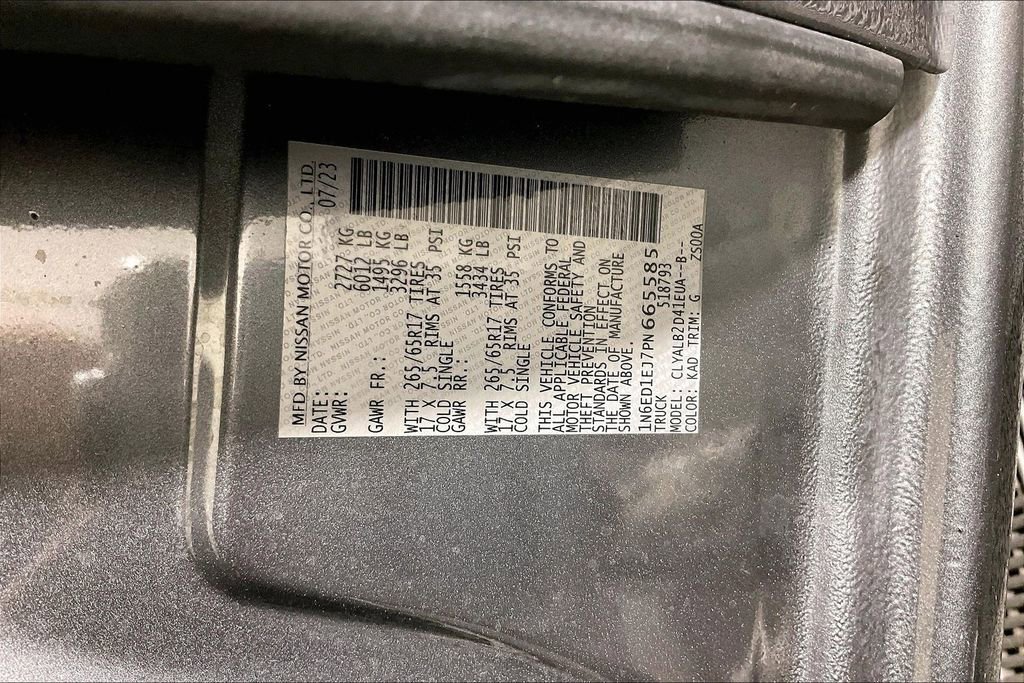 MFD BY NISSAN MOTOR CO., LTD.
DATE: 07/23
GVWR: 2727 KG
6012 LB
GAWR FR.: 1495 KG
3296 LB
WITH 265/65R17 TIRES
17 X 7.5 RIMS AT 35 PSI
COLD SINGLE
GAWR RR.: 1558 KG
3434 LB
WITH 265/65R17 TIRES
17 X 7.5 RIMS AT 35 PSI
COLD SINGLE
THIS VEHICLE CONFORMS TO
ALL APPLICABLE FEDERAL
MOTOR VEHICLE SAFETY AND
THEFT PREVENTION
STANDARDS IN EFFECT ON
THE DATE OF MANUFACTURE
SHOWN ABOVE.
1N6ED1EJ7PN665585
TRUCK 518793
MODEL: CLYALB2D41EUA--B---
COLOR: KAD TRIM: G ZS00A